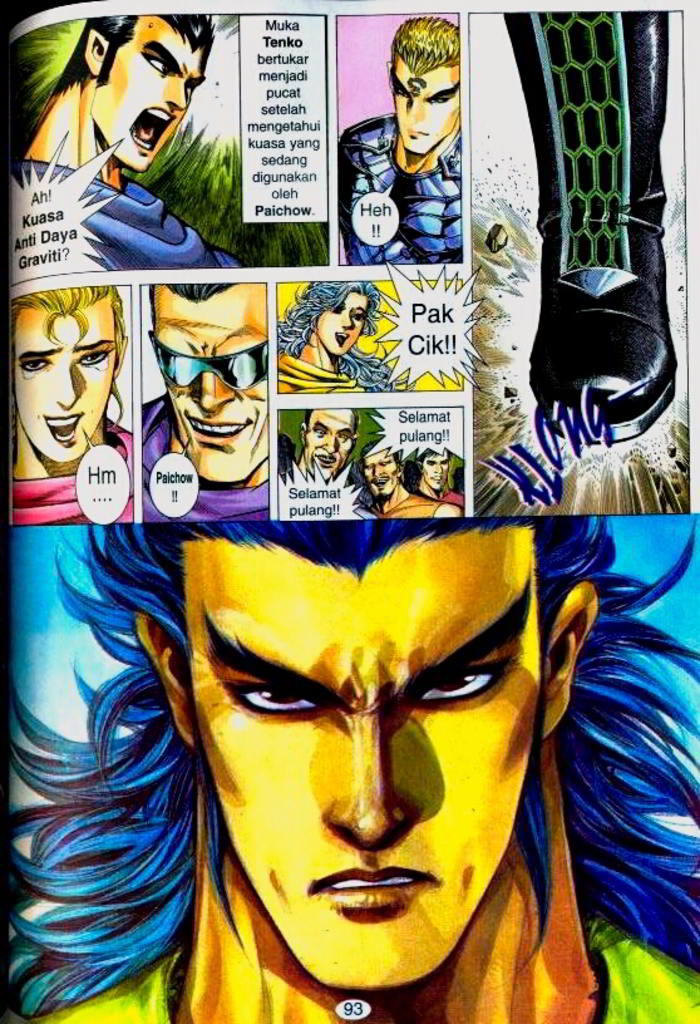 Ah!
Kuasa
Anti Daya
Graviti?
Muka
Tenko
bertukar
menjadi
pucat
setelah
mengetahui
kuasa yang
sedang
digunakan
oleh
Paichow.
Heh
!!
KLONG
Hm
....
Paichow
!!
Pak
Cik!!
Selamat
pulang!!
Selamat
pulang!!
93